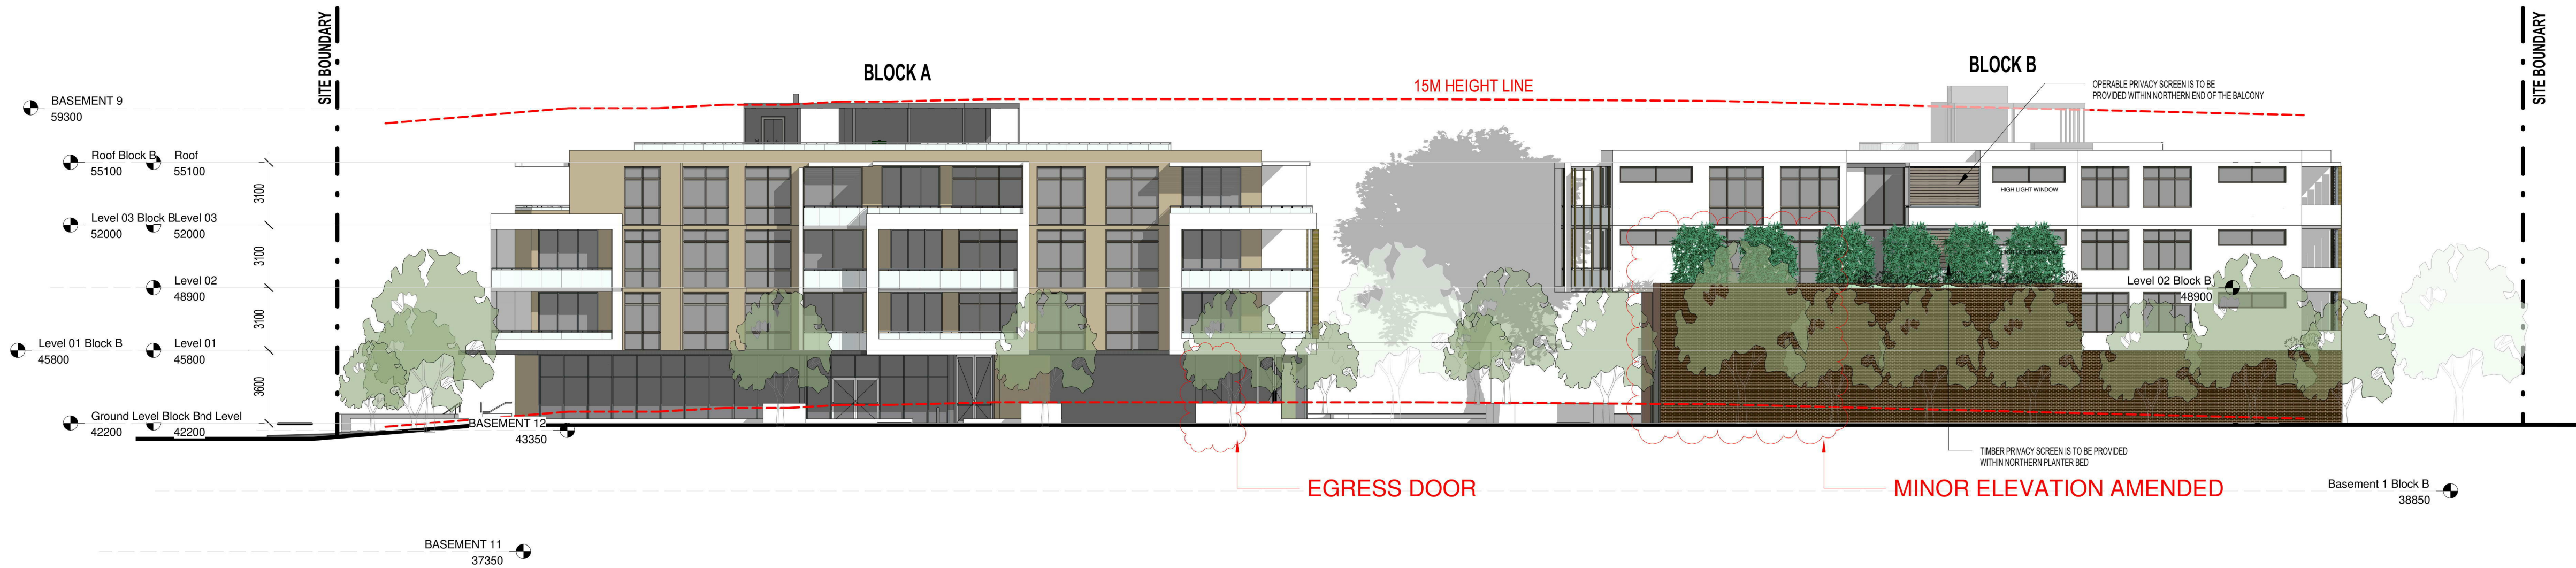 SITE BOUNDARY
BLOCK A
BLOCK B
SITE BOUNDARY
15M HEIGHT LINE
OPERABLE PRIVACY SCREEN IS TO BE
PROVIDED WITHIN NORTHERN END OF THE BALCONY
BASEMENT 9
59300
Roof Block B
55100
Roof
55100
3100
HIGH LIGHT WINDOW
Level 03 Block B
52000
Level 03
52000
3100
Level 02
48900
Level 02 Block B
48900
3100
Level 01 Block B
45800
Level 01
45800
3600
Ground Level Block B
42200
nd Level
42200
BASEMENT 12
43350
TIMBER PRIVACY SCREEN IS TO BE PROVIDED
WITHIN NORTHERN PLANTER BED
EGRESS DOOR
MINOR ELEVATION AMENDED
Basement 1 Block B
38850
BASEMENT 11
37350